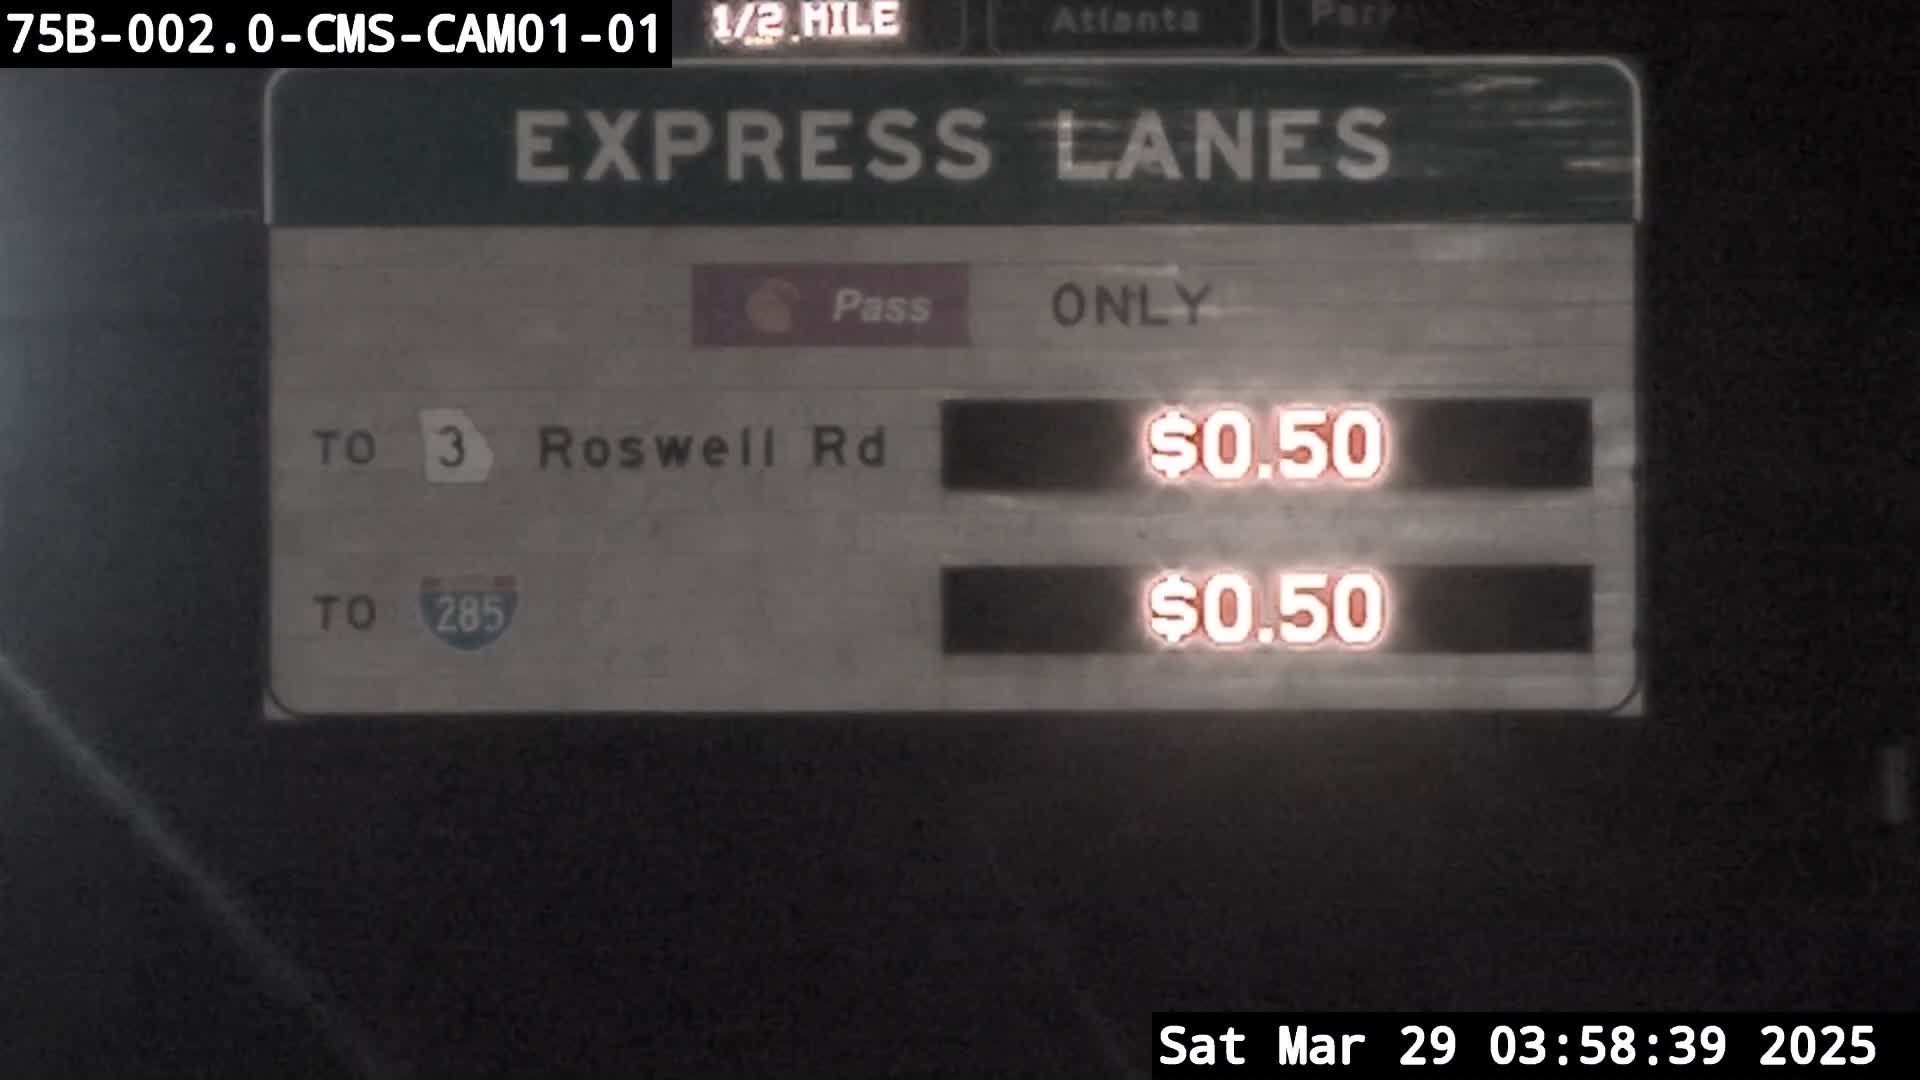 75B-002.0-CMS-CAM01-01
1/2 MILE
Atlanta
EXPRESS LANES
Pass ONLY
TO 3 Roswell Rd $0.50
TO 285 $0.50
Sat Mar 29 03:58:39 2025